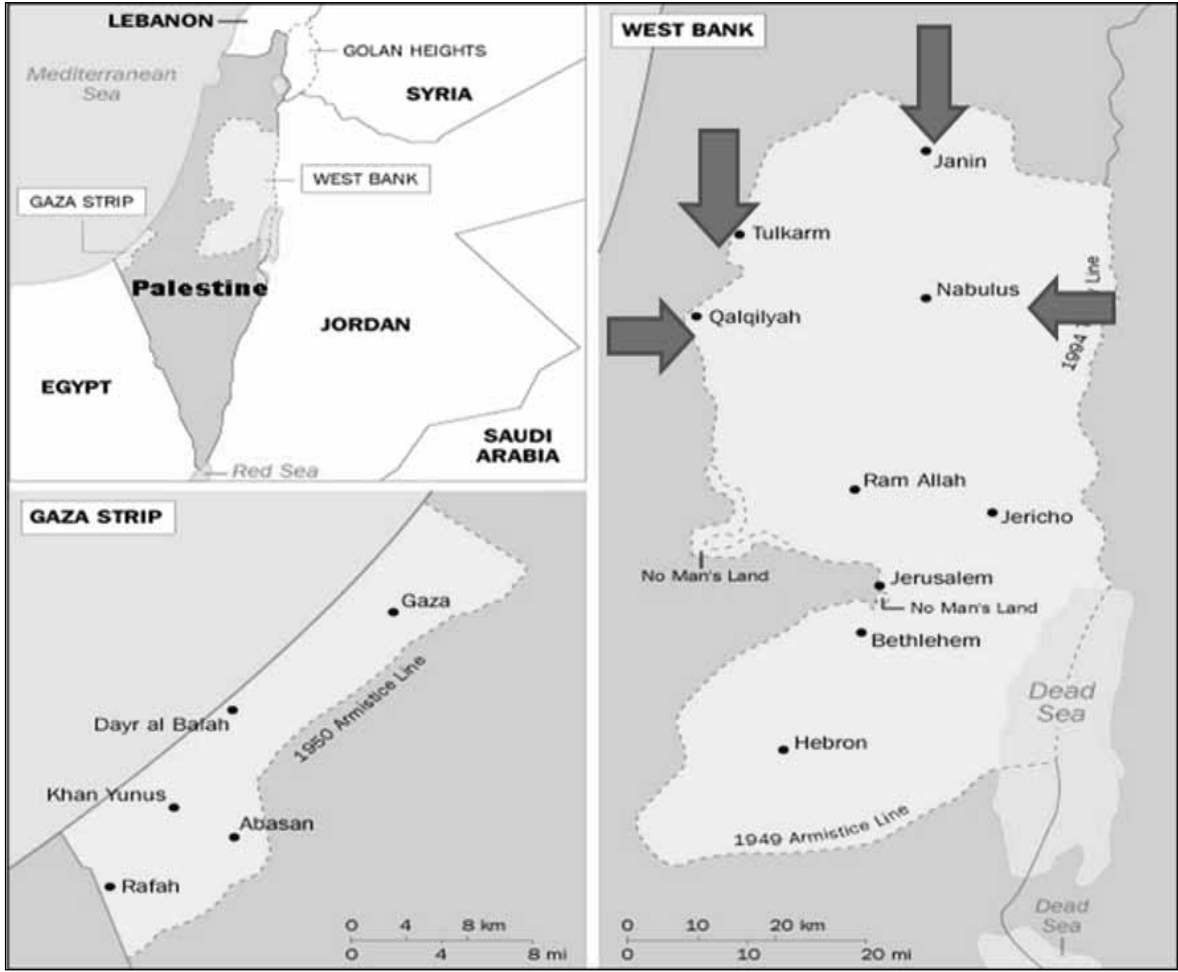 LEBANON
Mediterranean
Sea
GOLAN HEIGHTS
SYRIA
WEST BANK
GAZA STRIP
Palestine
JORDAN
EGYPT
SAUDI
ARABIA
Red Sea
GAZA STRIP
Gaza
Dayr al Balah
1950 Armistice Line
Khan Yunus
Abasan
Rafah
0 4 8 km
0 4 8 mi
WEST BANK
Janin
Tulkarm
Nabulus
Qalqilyah
1994 Line
Ram Allah
Jericho
No Man's Land
Jerusalem
No Man's Land
Bethlehem
Dead
Sea
Hebron
1949 Armistice Line
Dead
Sea
0 10 20 km
0 10 20 mi